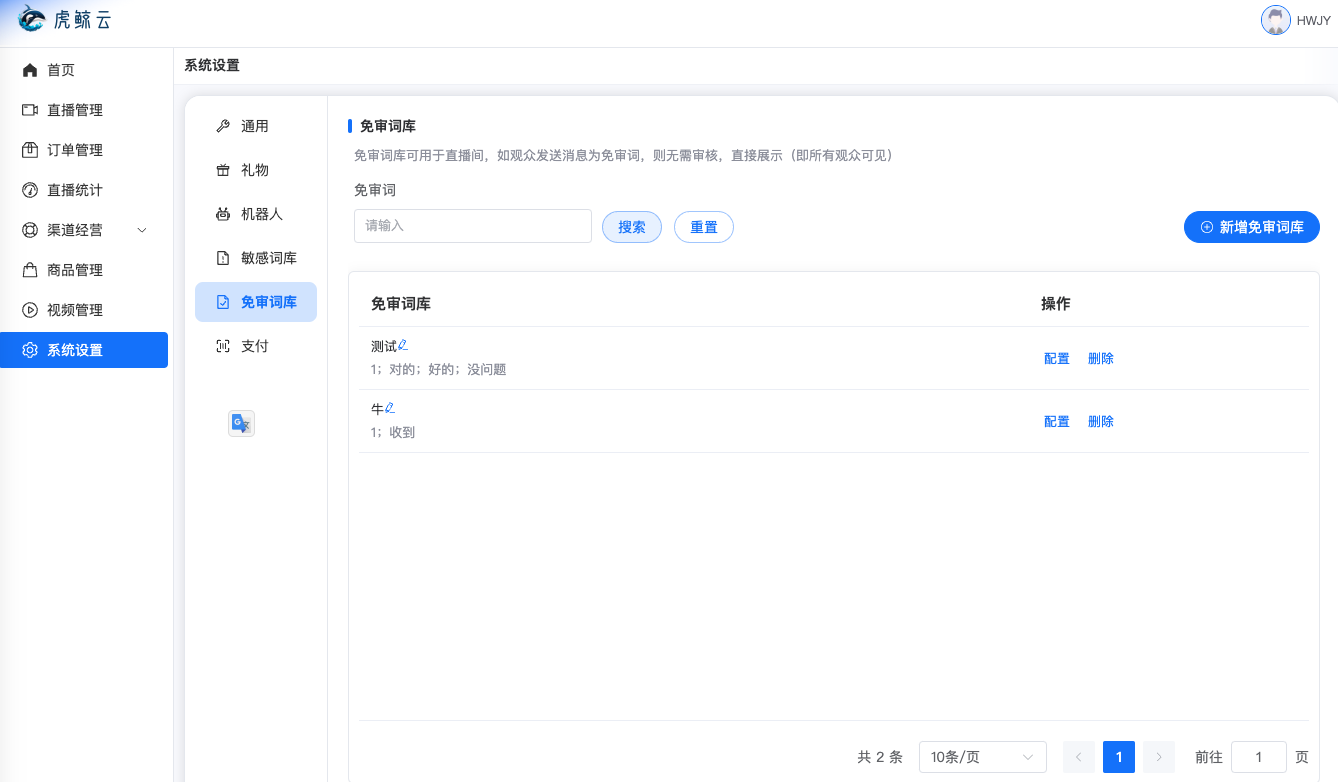 虎鲸云
HWJY
首页
直播管理
订单管理
直播统计
渠道经营
商品管理
视频管理
系统设置
系统设置
通用
礼物
机器人
敏感词库
免审词库
支付
免审词库
免审词库可用于直播间，如观众发送消息为免审词，则无需审核，直接展示（即所有观众可见）
免审词
请输入
搜索
重置
新增免审词库
免审词库
操作
测试
1；对的；好的；没问题
配置
删除
牛
1；收到
配置
删除
共 2 条
10条/页
1
前往
1
页